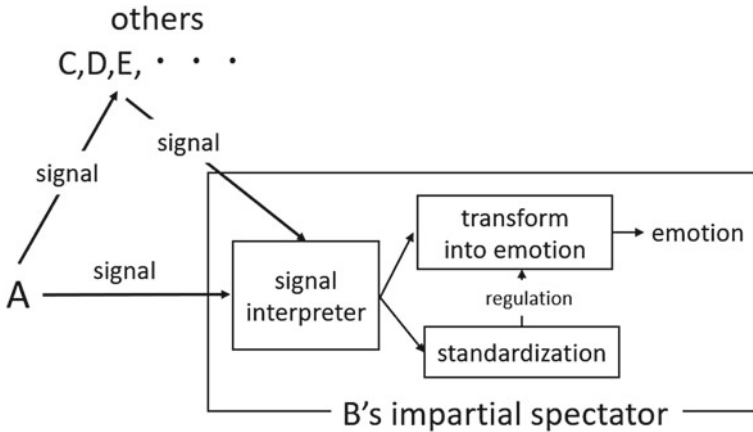 others
C,D,E,・ ・ ・
signal
signal
A
signal
signal
interpreter
transform
into emotion
emotion
regulation
standardization
B's impartial spectator